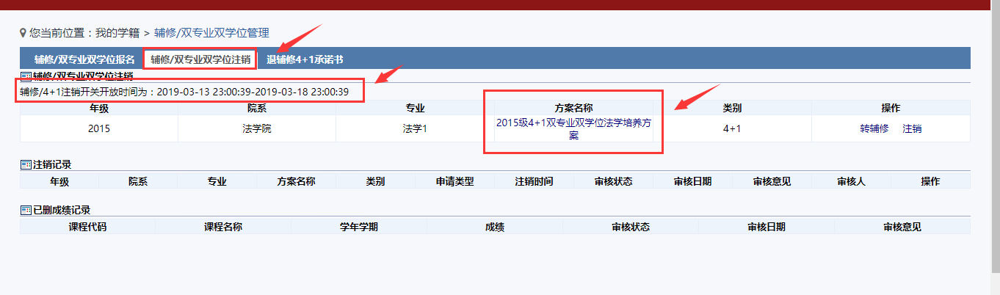 您当前位置：我的学籍 > 辅修/双专业双学位管理
辅修/双专业双学位报名 辅修/双专业双学位注销 退辅修4+1承诺书
辅修/双专业双学位注销
辅修/4+1注销开关开放时间为：2019-03-13 23:00:39-2019-03-18 23:00:39
年级 院系 专业 方案名称 类别 操作
2015 法学院 法学1 2015级4+1双专业双学位法学培养方 4+1 转辅修 注销
案
注销记录
年级 院系 专业 方案名称 类别 申请类型 注销时间 审核状态 审核日期 审核意见 审核人 操作
已删成绩记录
课程代码 课程名称 学年学期 成绩 审核状态 审核日期 审核意见